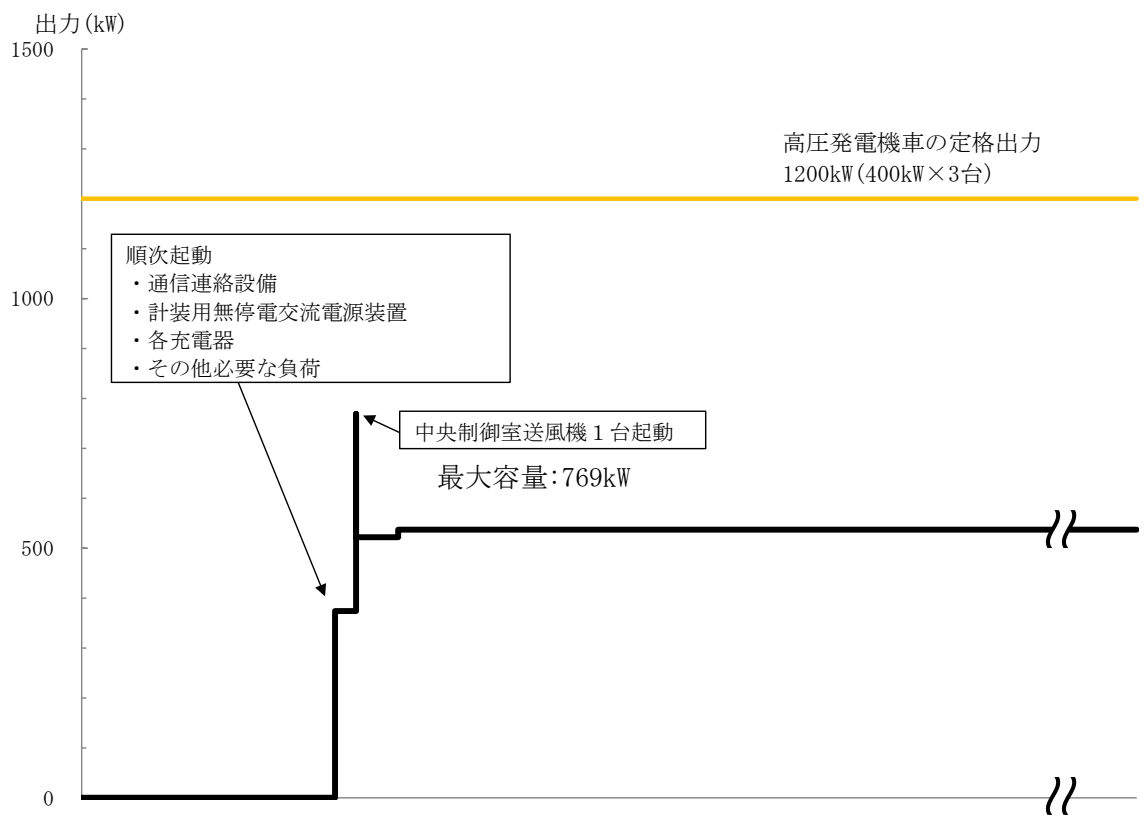 出力(kW)
1500
高圧発電機車の定格出力
1200kW(400kW×3台)
順次起動
・通信連絡設備
・計装用無停電交流電源装置
・各充電器
・その他必要な負荷
1000
中央制御室送風機1台起動
最大容量:769kW
500
0